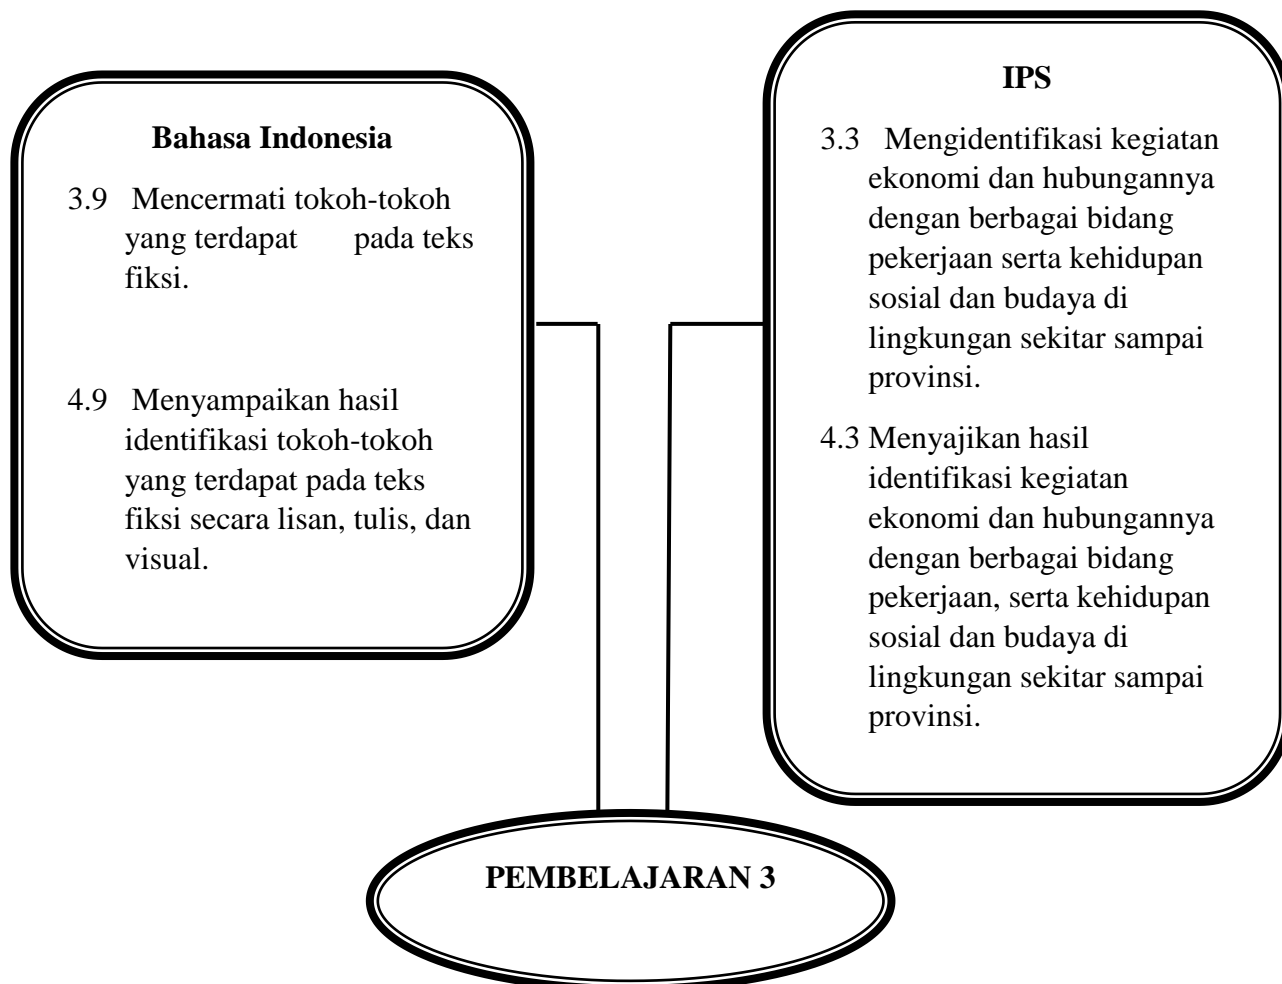 Bahasa Indonesia
3.9 Mencermati tokoh-tokoh
yang terdapat pada teks
fiksi.
4.9 Menyampaikan hasil
identifikasi tokoh-tokoh
yang terdapat pada teks
fiksi secara lisan, tulis, dan
visual.
IPS
3.3 Mengidentifikasi kegiatan
ekonomi dan hubungannya
dengan berbagai bidang
pekerjaan serta kehidupan
sosial dan budaya di
lingkungan sekitar sampai
provinsi.
4.3 Menyajikan hasil
identifikasi kegiatan
ekonomi dan hubungannya
dengan berbagai bidang
pekerjaan, serta kehidupan
sosial dan budaya di
lingkungan sekitar sampai
provinsi.
PEMBELAJARAN 3